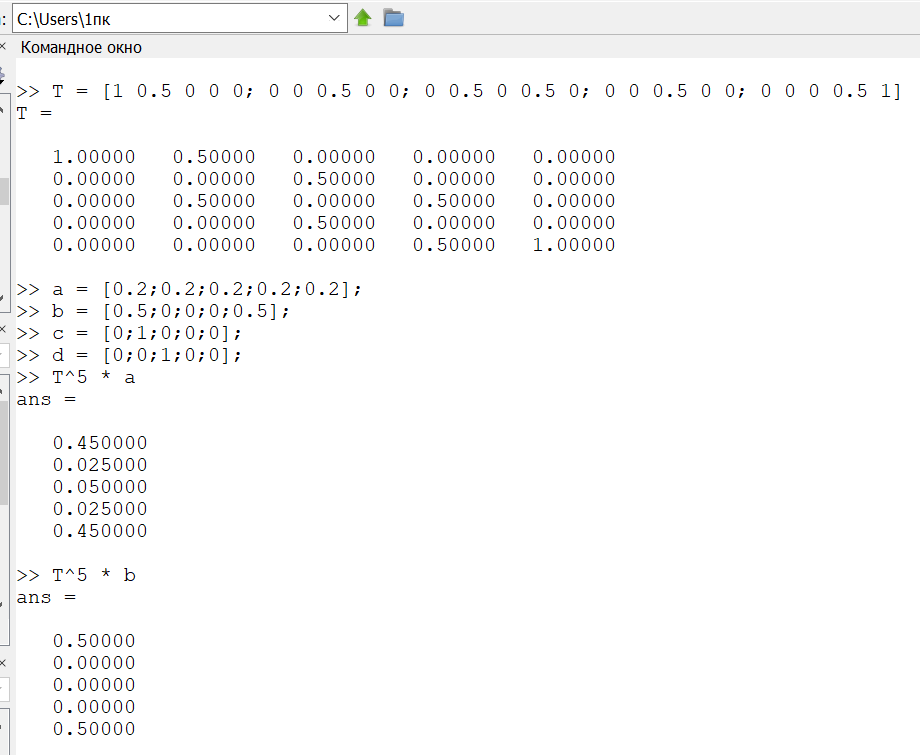 C:\Users\1пк
Командное окно
>> T = [1 0.5 0 0 0; 0 0 0.5 0 0; 0 0.5 0 0.5 0; 0 0 0.5 0 0; 0 0 0 0.5 1]
T =
1.00000 0.50000 0.00000 0.00000 0.00000
0.00000 0.00000 0.50000 0.00000 0.00000
0.00000 0.50000 0.00000 0.50000 0.00000
0.00000 0.00000 0.50000 0.00000 0.00000
0.00000 0.00000 0.00000 0.50000 1.00000
>> a = [0.2;0.2;0.2;0.2;0.2];
>> b = [0.5;0;0;0;0.5];
>> c = [0;1;0;0;0];
>> d = [0;0;1;0;0];
>> T^5 * a
ans =
0.450000
0.025000
0.050000
0.025000
0.450000
>> T^5 * b
ans =
0.50000
0.00000
0.00000
0.00000
0.50000